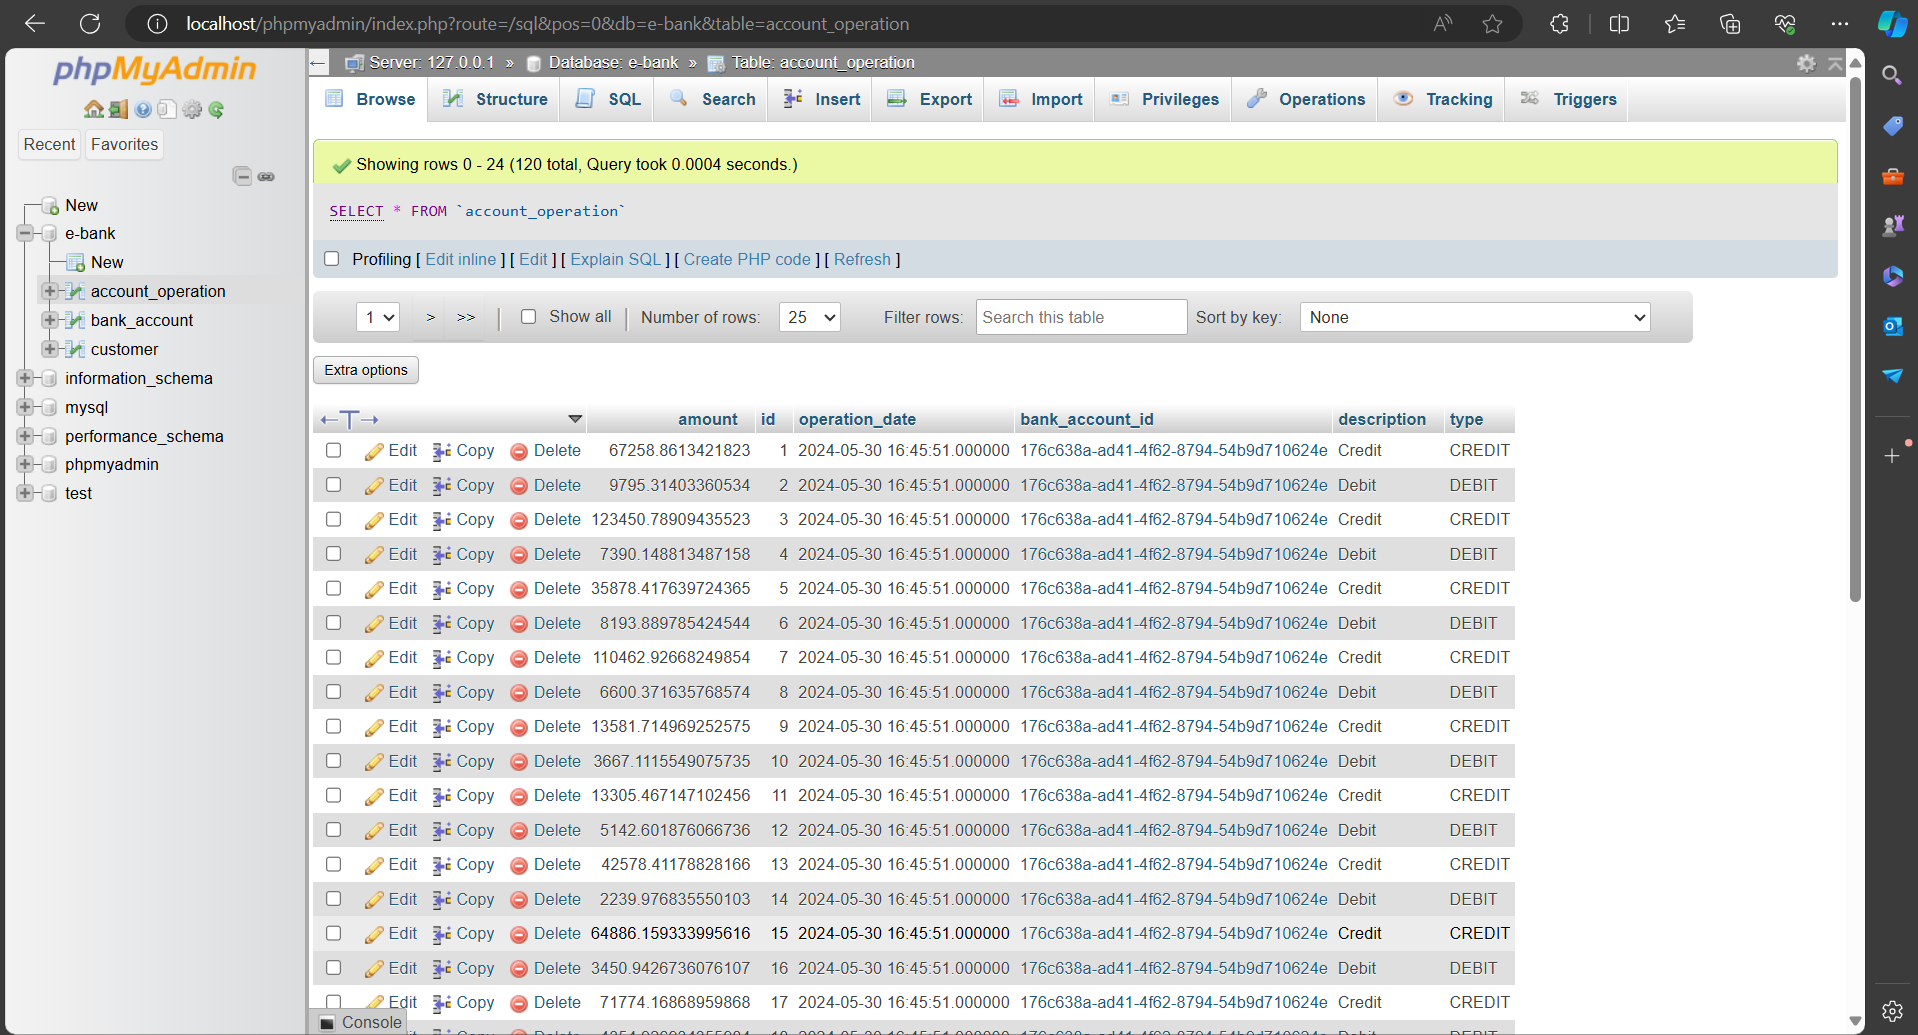 localhost/phpmyadmin/index.php?route=/sql&pos=0&db=e-bank&table=account_operation
phpMyAdmin
Recent Favorites
New
e-bank
New
account_operation
bank_account
customer
information_schema
mysql
performance_schema
phpmyadmin
test
Server: 127.0.0.1 » Database: e-bank » Table: account_operation
Browse Structure SQL Search Insert Export Import Privileges Operations Tracking Triggers
Showing rows 0 - 24 (120 total, Query took 0.0004 seconds.)
SELECT * FROM `account_operation`
Profiling [ Edit inline ] [ Edit ] [ Explain SQL ] [ Create PHP code ] [ Refresh ]
1 > >> | Show all | Number of rows: 25 Filter rows: Search this table Sort by key: None
Extra options
amount id operation_date bank_account_id description type
Edit Copy Delete 67258.8613421823 1 2024-05-30 16:45:51.000000 176c638a-ad41-4f62-8794-54b9d710624e Credit CREDIT
Edit Copy Delete 9795.31403360534 2 2024-05-30 16:45:51.000000 176c638a-ad41-4f62-8794-54b9d710624e Debit DEBIT
Edit Copy Delete 123450.78909435523 3 2024-05-30 16:45:51.000000 176c638a-ad41-4f62-8794-54b9d710624e Credit CREDIT
Edit Copy Delete 7390.148813487158 4 2024-05-30 16:45:51.000000 176c638a-ad41-4f62-8794-54b9d710624e Debit DEBIT
Edit Copy Delete 35878.417639724365 5 2024-05-30 16:45:51.000000 176c638a-ad41-4f62-8794-54b9d710624e Credit CREDIT
Edit Copy Delete 8193.889785424544 6 2024-05-30 16:45:51.000000 176c638a-ad41-4f62-8794-54b9d710624e Debit DEBIT
Edit Copy Delete 110462.92668249854 7 2024-05-30 16:45:51.000000 176c638a-ad41-4f62-8794-54b9d710624e Credit CREDIT
Edit Copy Delete 6600.371635768574 8 2024-05-30 16:45:51.000000 176c638a-ad41-4f62-8794-54b9d710624e Debit DEBIT
Edit Copy Delete 13581.714969252575 9 2024-05-30 16:45:51.000000 176c638a-ad41-4f62-8794-54b9d710624e Credit CREDIT
Edit Copy Delete 3667.1115549075735 10 2024-05-30 16:45:51.000000 176c638a-ad41-4f62-8794-54b9d710624e Debit DEBIT
Edit Copy Delete 13305.467147102456 11 2024-05-30 16:45:51.000000 176c638a-ad41-4f62-8794-54b9d710624e Credit CREDIT
Edit Copy Delete 5142.601876066736 12 2024-05-30 16:45:51.000000 176c638a-ad41-4f62-8794-54b9d710624e Debit DEBIT
Edit Copy Delete 42578.41178828166 13 2024-05-30 16:45:51.000000 176c638a-ad41-4f62-8794-54b9d710624e Credit CREDIT
Edit Copy Delete 2239.976835550103 14 2024-05-30 16:45:51.000000 176c638a-ad41-4f62-8794-54b9d710624e Debit DEBIT
Edit Copy Delete 64886.159333995616 15 2024-05-30 16:45:51.000000 176c638a-ad41-4f62-8794-54b9d710624e Credit CREDIT
Edit Copy Delete 3450.9426736076107 16 2024-05-30 16:45:51.000000 176c638a-ad41-4f62-8794-54b9d710624e Debit DEBIT
Edit Copy Delete 71774.16868959868 17 2024-05-30 16:45:51.000000 176c638a-ad41-4f62-8794-54b9d710624e Credit CREDIT
Console